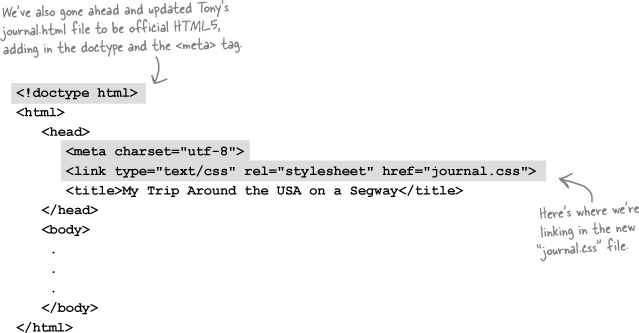 We've also gone ahead and updated Tony's
journal.html file to be official HTML5,
adding in the doctype and the <meta> tag.
<!doctype html>
<html>
<head>
<meta charset="utf-8">
<link type="text/css" rel="stylesheet" href="journal.css">
<title>My Trip Around the USA on a Segway</title>
</head>
<body>
.
.
.
</body>
</html>
Here's where we're
linking in the new
"journal.css" file.